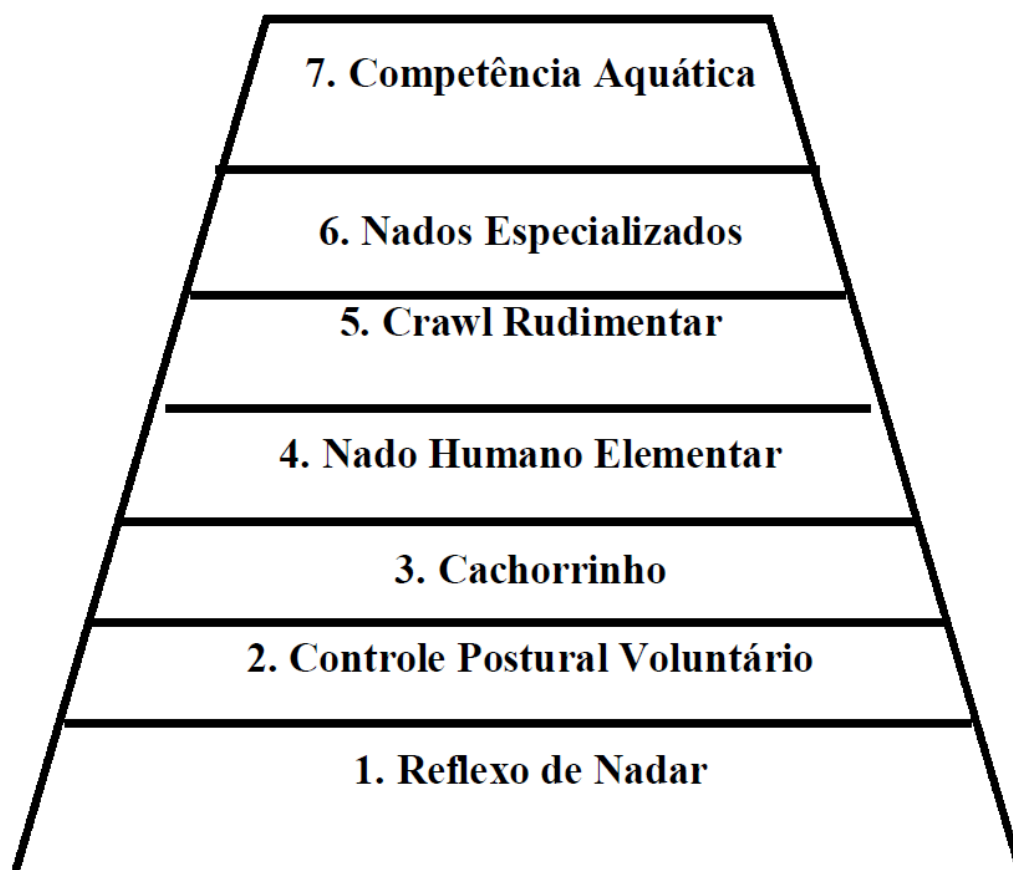 7. Competência Aquática
6. Nados Especializados
5. Crawl Rudimentar
4. Nado Humano Elementar
3. Cachorrinho
2. Controle Postural Voluntário
1. Reflexo de Nadar